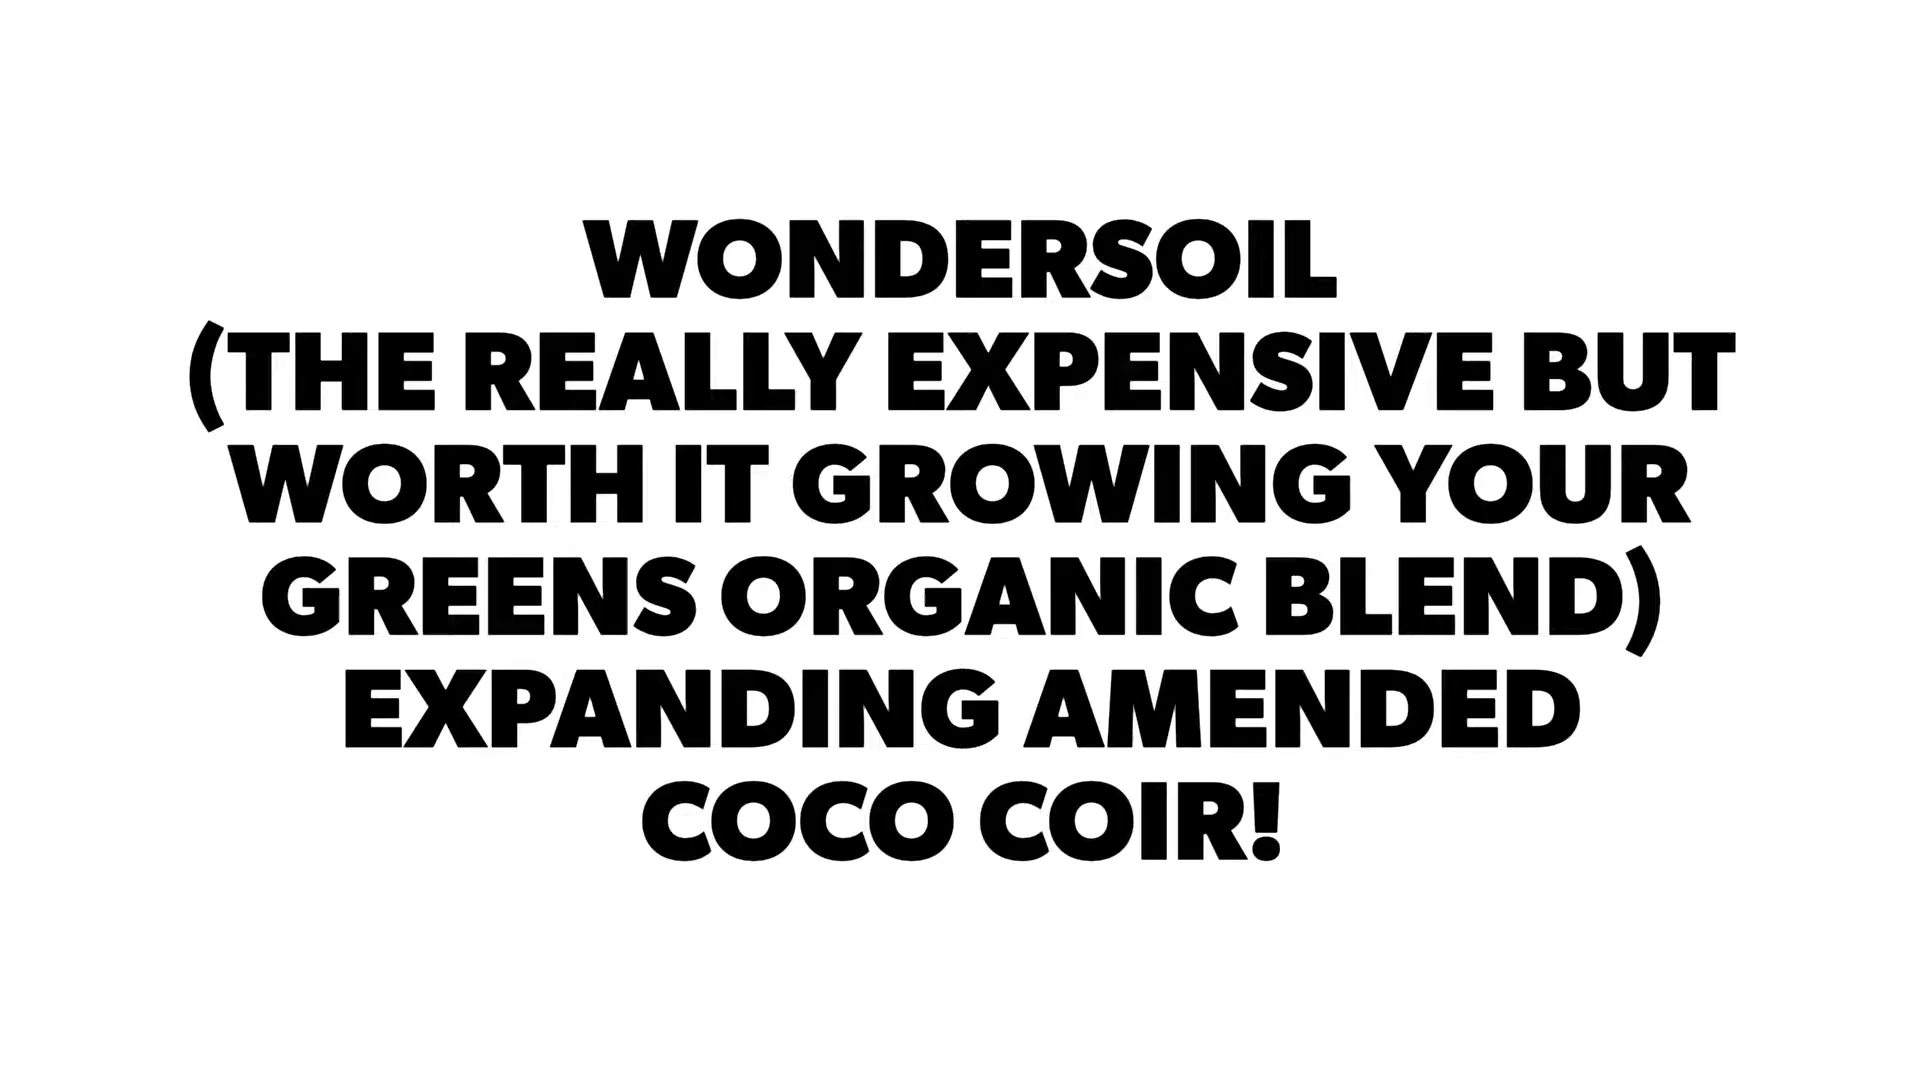 WONDERSOIL
(THE REALLY EXPENSIVE BUT
WORTH IT GROWING YOUR
GREENS ORGANIC BLEND)
EXPANDING AMENDED
COCO COIR!